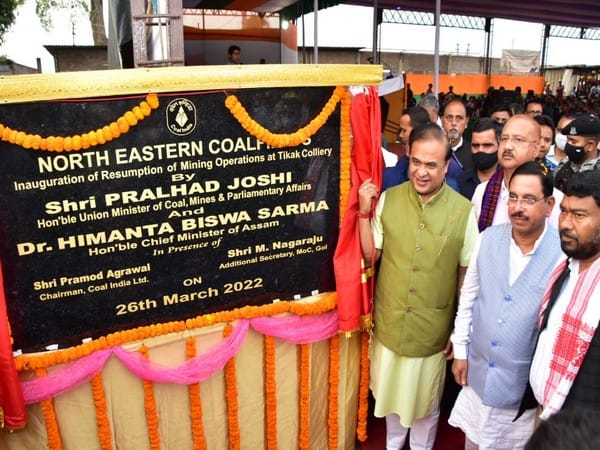 Coal India
NORTH EASTERN COALFIELDS
Inauguration of Resumption of Mining Operations at Tikak Colliery
By
Shri PRALHAD JOSHI
Hon'ble Union Minister of Coal, Mines & Parliamentary Affairs
And
Dr. HIMANTA BISWA SARMA
Hon'ble Chief Minister of Assam
In Presence of
Shri Pramod Agrawal
Chairman, Coal India Ltd.
Shri M. Nagaraju
Additional Secretary, MoC, GoI
ON
26th March 2022